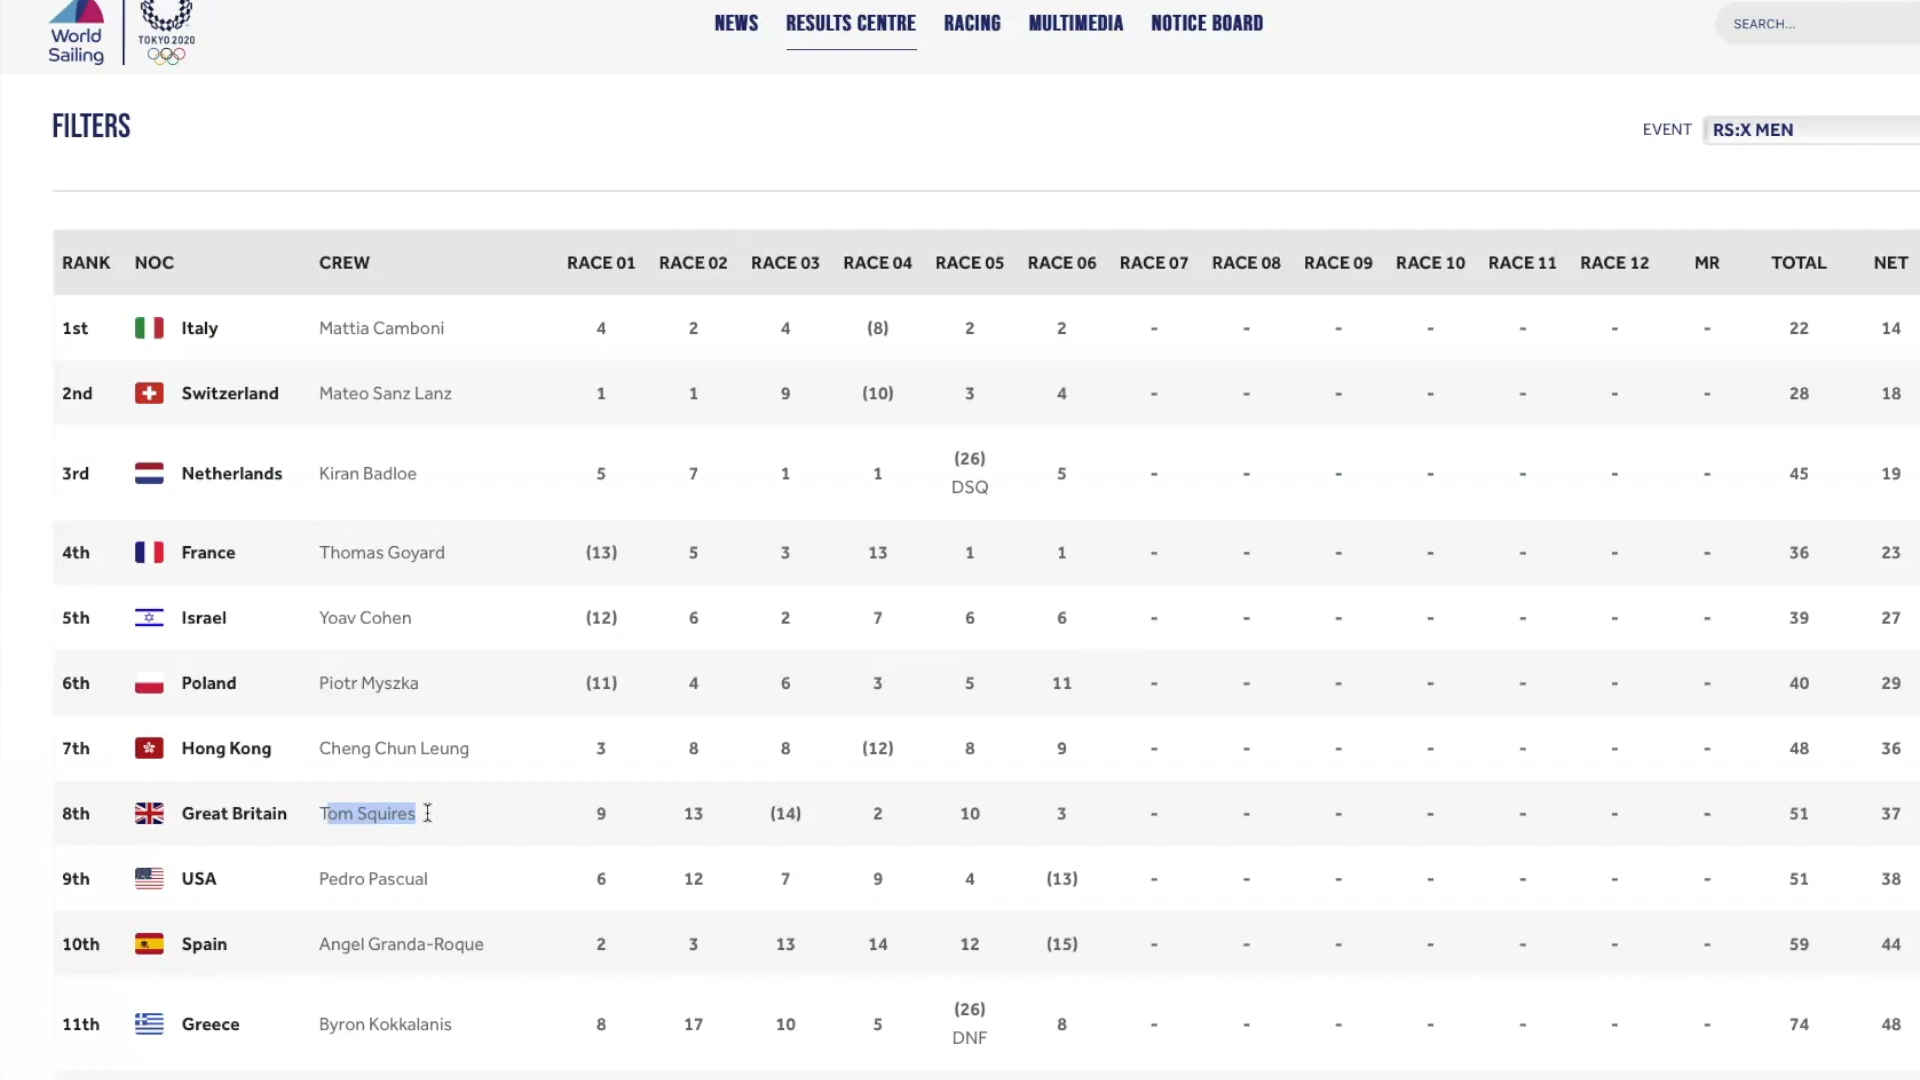 World
Sailing
TOKYO 2020
NEWS RESULTS CENTRE RACING MULTIMEDIA NOTICE BOARD
SEARCH...
FILTERS
EVENT RS:X MEN
RANK NOC CREW RACE 01 RACE 02 RACE 03 RACE 04 RACE 05 RACE 06 RACE 07 RACE 08 RACE 09 RACE 10 RACE 11 RACE 12 MR TOTAL NET
1st Italy Mattia Camboni 4 2 4 (8) 2 2 - - - - - - - 22 14
2nd Switzerland Mateo Sanz Lanz 1 1 9 (10) 3 4 - - - - - - - 28 18
3rd Netherlands Kiran Badloe 5 7 1 1 (26) DSQ 5 - - - - - - - 45 19
4th France Thomas Goyard (13) 5 3 13 1 1 - - - - - - - 36 23
5th Israel Yoav Cohen (12) 6 2 7 6 6 - - - - - - - 39 27
6th Poland Piotr Myszka (11) 4 6 3 5 11 - - - - - - - 40 29
7th Hong Kong Cheng Chun Leung 3 8 8 (12) 8 9 - - - - - - - 48 36
8th Great Britain Tom Squires 9 13 (14) 2 10 3 - - - - - - - 51 37
9th USA Pedro Pascual 6 12 7 9 4 (13) - - - - - - - 51 38
10th Spain Angel Granda-Roque 2 3 13 14 12 (15) - - - - - - - 59 44
11th Greece Byron Kokkalanis 8 17 10 5 (26) DNF 8 - - - - - - - 74 48